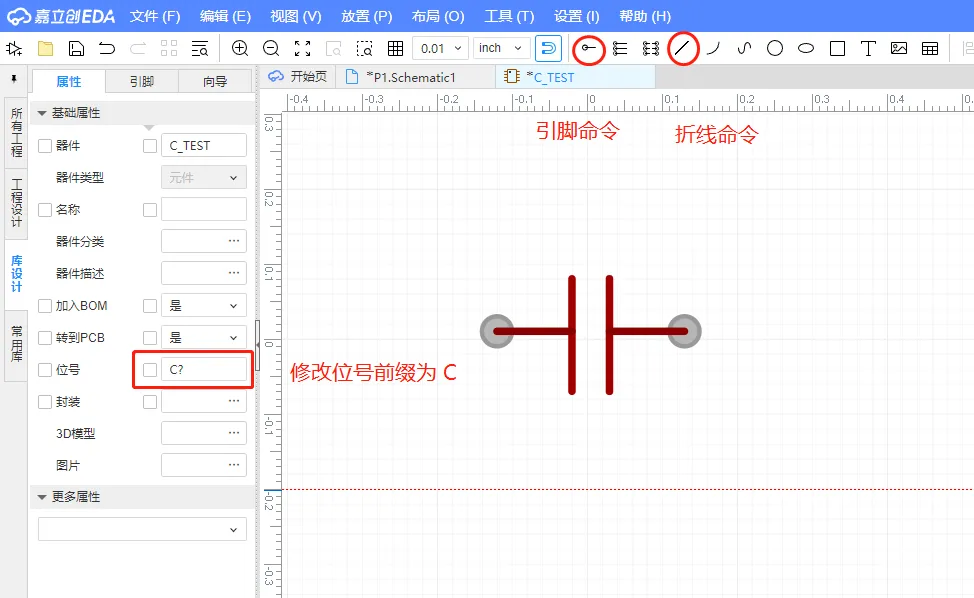 嘉立创EDA 文件 (F) 编辑 (E) 视图 (V) 放置 (P) 布局 (O) 工具 (T) 设置 (I) 帮助 (H)
0.01 inch
属性 引脚 向导
开始页 *P1.Schematic1 *C_TEST
所有工程
工程设计
库设计
常用库
基础属性
器件 C_TEST
器件类型 元件
名称
器件分类 ...
器件描述 ...
加入BOM 是
转到PCB 是
位号 C?
封装 ...
3D模型 ...
图片 ...
更多属性
-0.4 -0.3 -0.2 -0.1 0 0.1 0.2 0.3 0.4 0.
0.3
0.2
0.1
0
-0.1
-0.2
-0.3
引脚命令 折线命令
修改位号前缀为 C